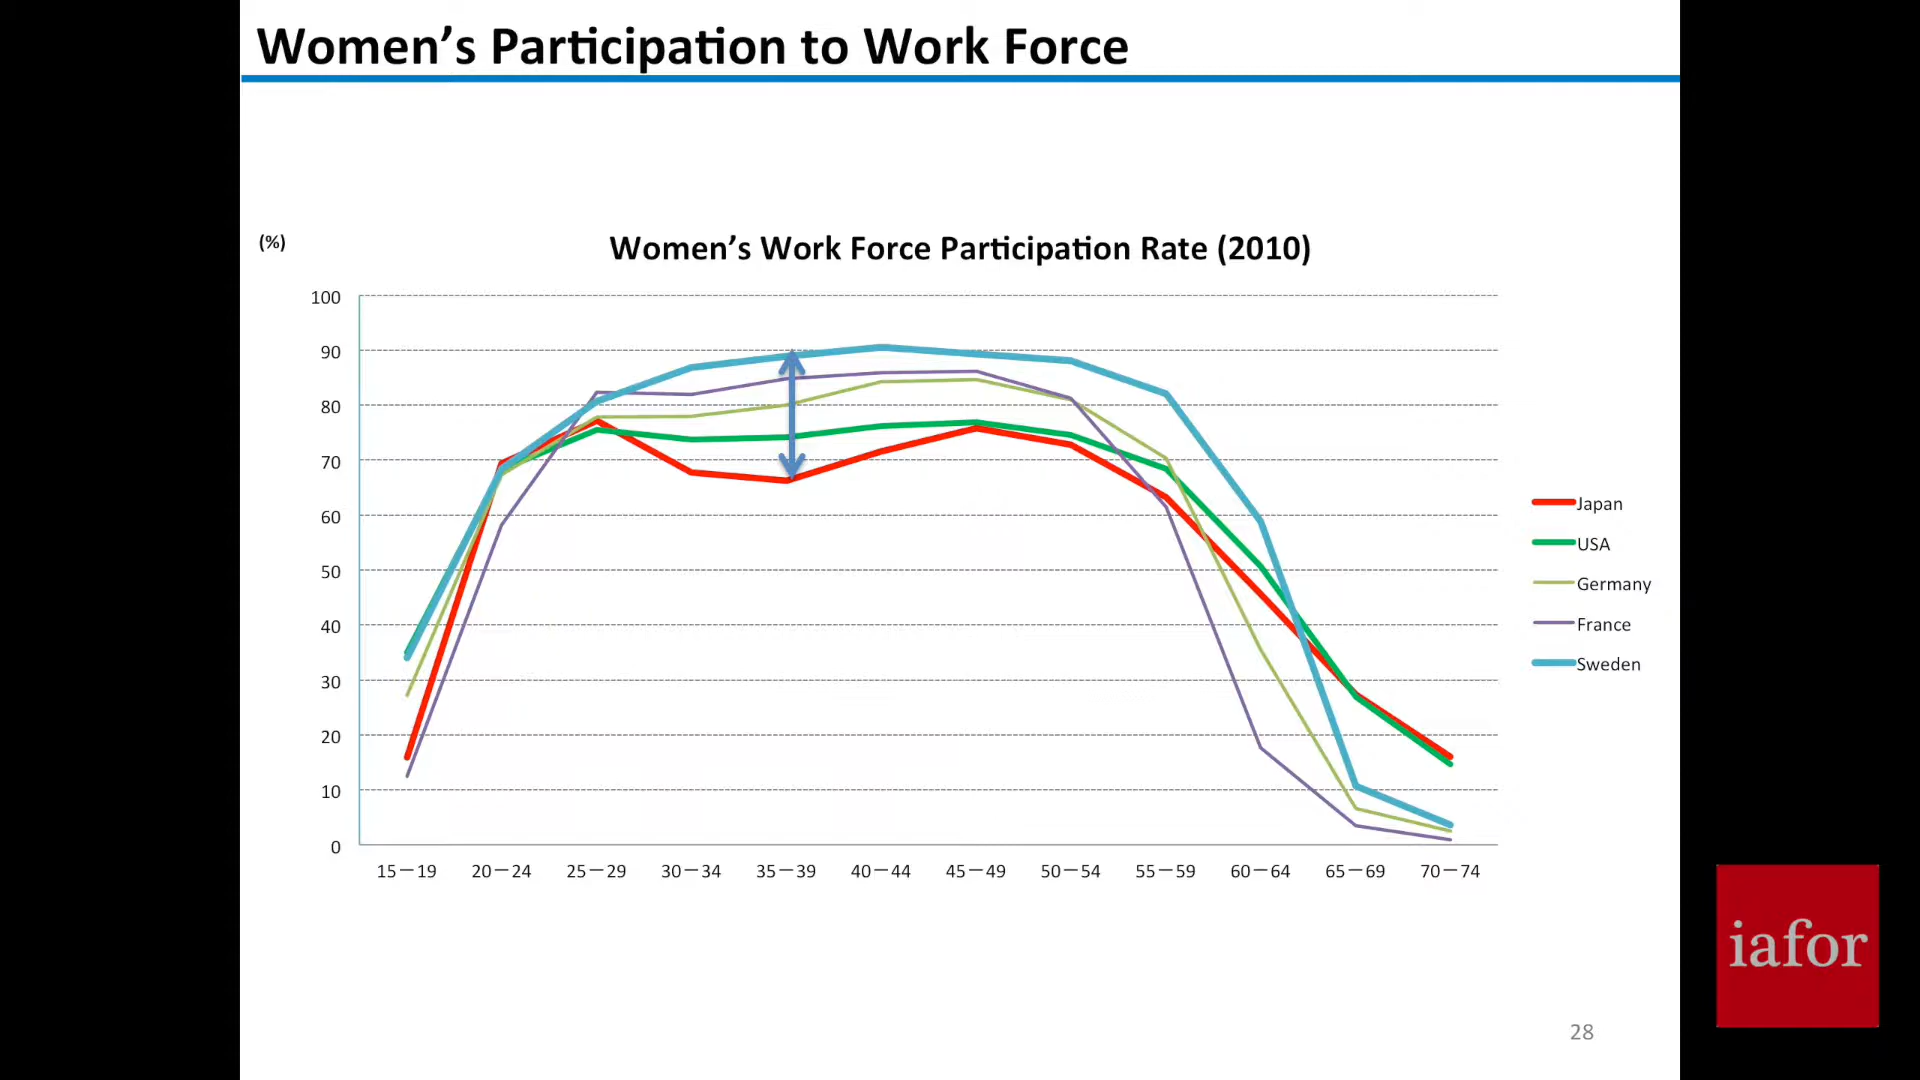 Women's Participation to Work Force
(%)
Women's Work Force Participation Rate (2010)
100
90
80
70
60
50
40
30
20
10
0
15－19 20－24 25－29 30－34 35－39 40－44 45－49 50－54 55－59 60－64 65－69 70－74
Japan
USA
Germany
France
Sweden
iafor
28